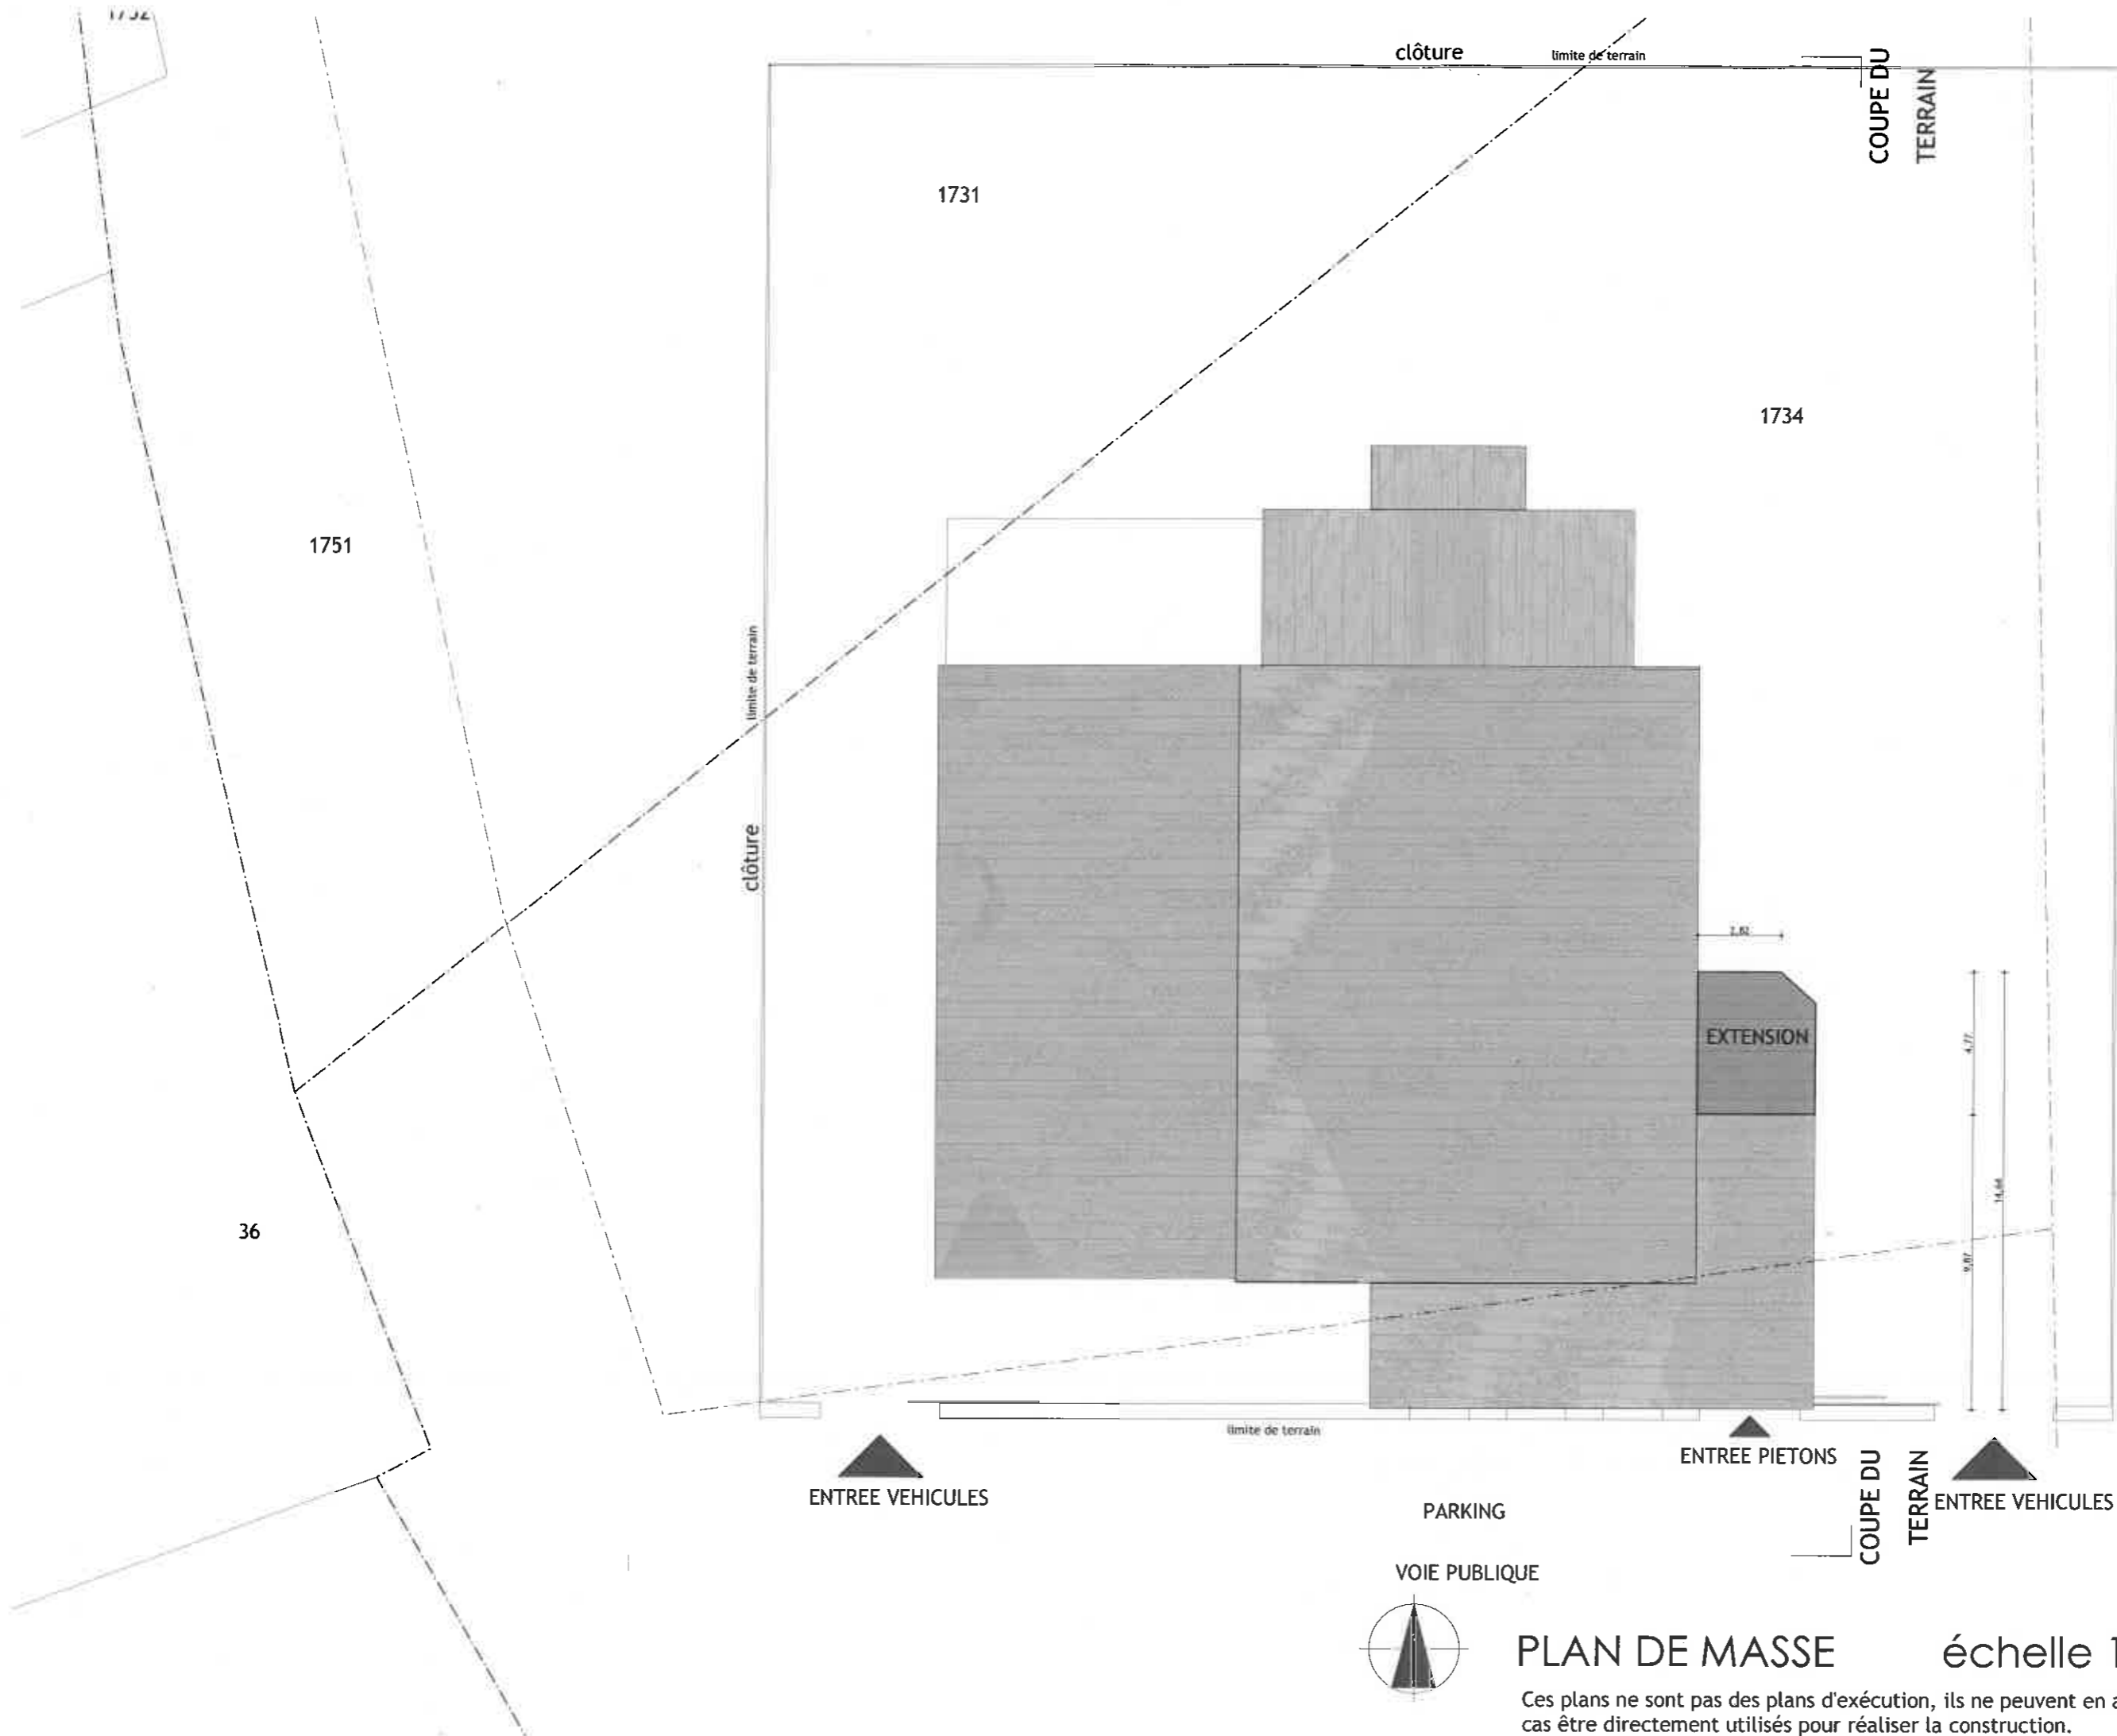 clôture
limite de terrain
COUPE DU
TERRAIN
1731
1734
1751
limite de terrain
clôture
2,82
EXTENSION
4,77
14,64
9,87
36
limite de terrain
ENTREE PIETONS
ENTREE VEHICULES
COUPE DU
TERRAIN
ENTREE VEHICULES
PARKING
VOIE PUBLIQUE
PLAN DE MASSE échelle 1
Ces plans ne sont pas des plans d'exécution, ils ne peuvent en a
cas être directement utilisés pour réaliser la construction.